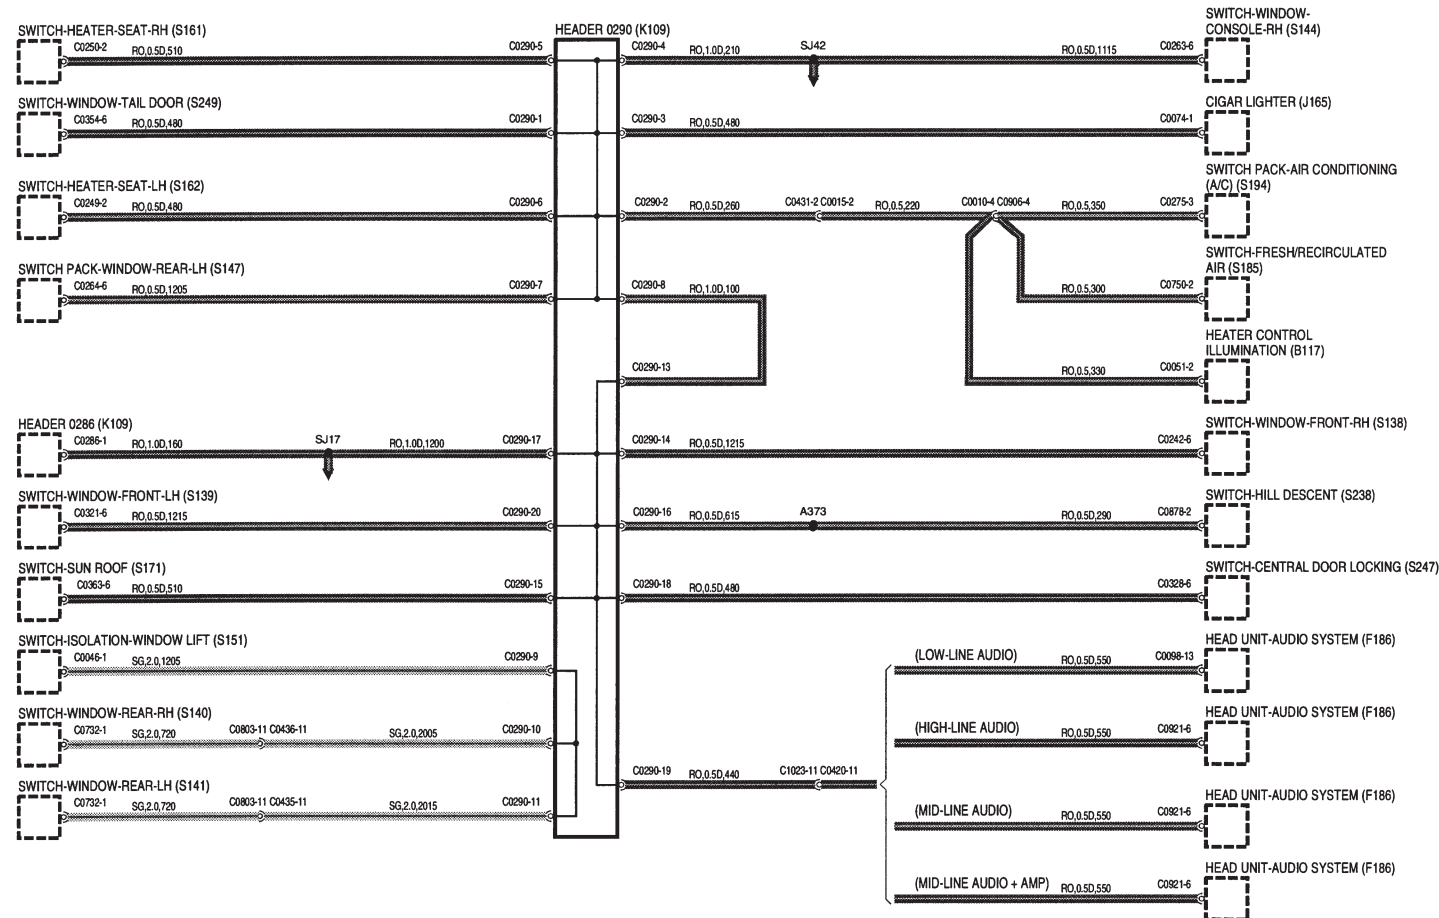 SWITCH-WINDOW-
SWITCH-HEATER-SEAT-RH (S161)
HEADER 0290 (K109)
CONSOLE-RH (S144)
C0250-2
RO,0.5D,510
C0290-5
C0290-4
RO,1.0D,210
SJ42
RO,0.5D,1115
C0263-6
SWITCH-WINDOW-TAIL DOOR (S249)
CIGAR LIGHTER (J165)
C0354-6
RO,0.5D,480
C0290-1
C0290-3
RO,0.5D,480
C0074-1
SWITCH-HEATER-SEAT-LH (S162)
SWITCH PACK-AIR CONDITIONING
(A/C) (S194)
C0249-2
RO,0.5D,480
C0290-6
C0290-2
RO,0.5D,260
C0431-2 C0015-2
RO,0.5,220
C0010-4 C0906-4
RO,0.5,350
C0275-3
SWITCH PACK-WINDOW-REAR-LH (S147)
SWITCH-FRESH/RECIRCULATED
AIR (S185)
C0264-6
RO,0.5D,1205
C0290-7
C0290-8
RO,1.0D,100
RO,0.5,300
C0750-2
HEATER CONTROL
ILLUMINATION (B117)
C0290-13
RO,0.5,330
C0051-2
HEADER 0286 (K109)
SWITCH-WINDOW-FRONT-RH (S138)
C0286-1
RO,1.0D,160
SJ17
RO,1.0D,1200
C0290-17
C0290-14
RO,0.5D,1215
C0242-6
SWITCH-WINDOW-FRONT-LH (S139)
SWITCH-HILL DESCENT (S238)
C0321-6
RO,0.5D,1215
C0290-20
C0290-16
RO,0.5D,615
A373
RO,0.5D,290
C0878-2
SWITCH-SUN ROOF (S171)
SWITCH-CENTRAL DOOR LOCKING (S247)
C0363-6
RO,0.5D,510
C0290-15
C0290-18
RO,0.5D,480
C0328-6
SWITCH-ISOLATION-WINDOW LIFT (S151)
HEAD UNIT-AUDIO SYSTEM (F186)
C0046-1
SG,2.0,1205
C0290-9
(LOW-LINE AUDIO)
RO,0.5D,550
C0098-13
SWITCH-WINDOW-REAR-RH (S140)
HEAD UNIT-AUDIO SYSTEM (F186)
C0732-1
SG,2.0,720
C0803-11 C0436-11
SG,2.0,2005
C0290-10
(HIGH-LINE AUDIO)
RO,0.5D,550
C0921-6
SWITCH-WINDOW-REAR-LH (S141)
C0290-19
RO,0.5D,440
C1023-11 C0420-11
HEAD UNIT-AUDIO SYSTEM (F186)
C0732-1
SG,2.0,720
C0803-11 C0435-11
SG,2.0,2015
C0290-11
(MID-LINE AUDIO)
RO,0.5D,550
C0921-6
HEAD UNIT-AUDIO SYSTEM (F186)
(MID-LINE AUDIO + AMP)
RO,0.5D,550
C0921-6